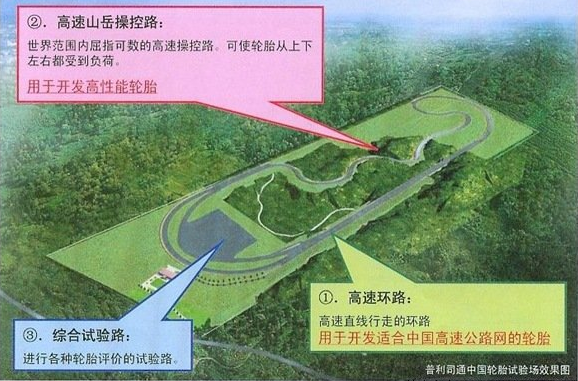 ②．高速山岳操控路：
世界范围内屈指可数的高速操控路。可使轮胎从上下
左右都受到负荷。
用于开发高性能轮胎
①．高速环路：
高速直线行走的环路
用于开发适合中国高速公路网的轮胎
③．综合试验路：
进行各种轮胎评价的试验路。
普利司通中国轮胎试验场效果图